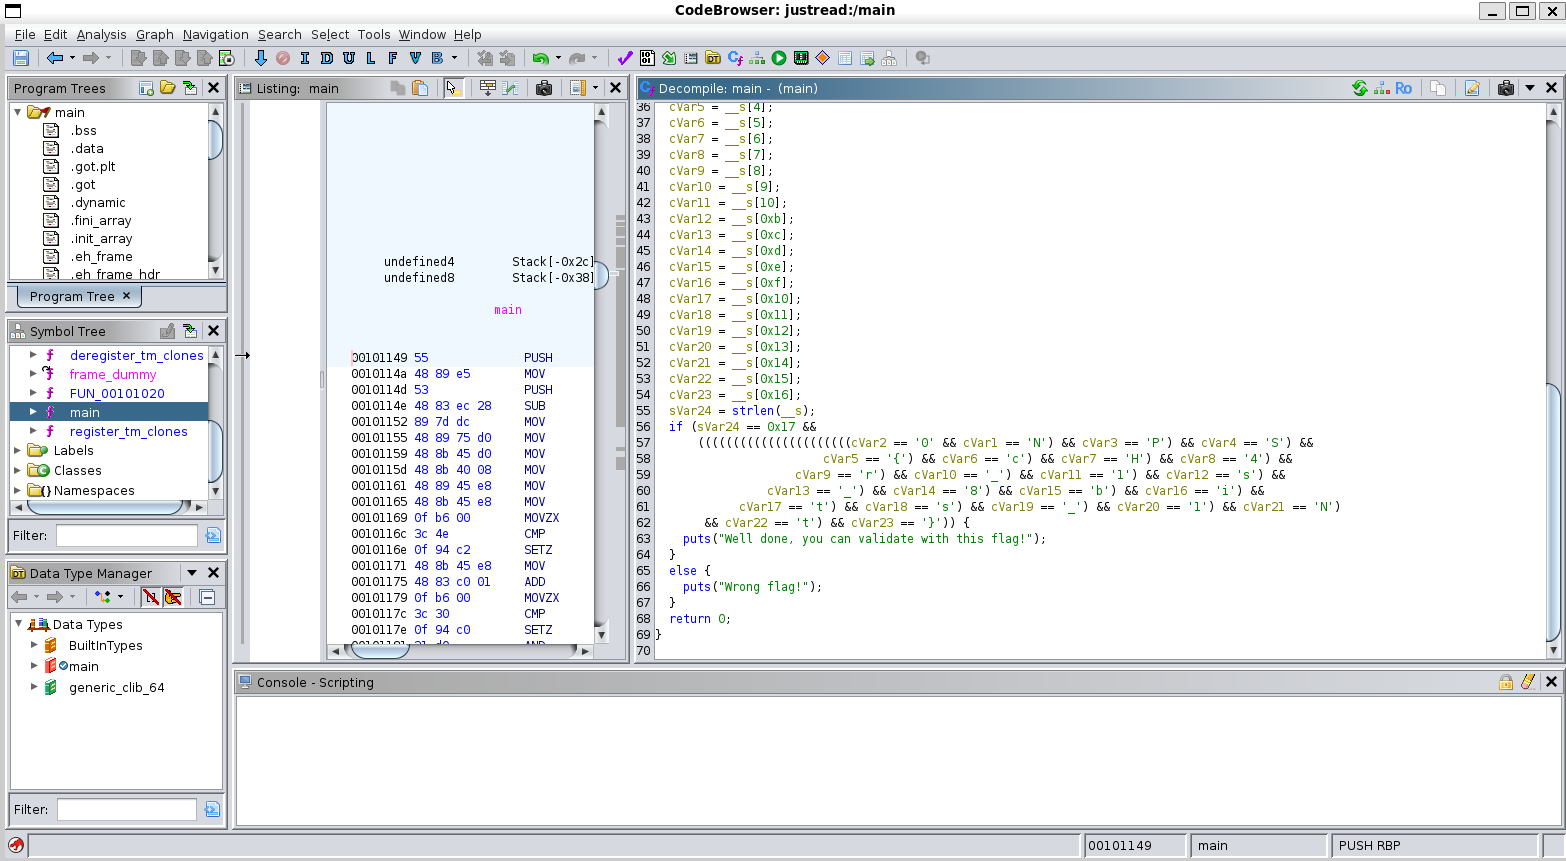 CodeBrowser: justread:/main
File Edit Analysis Graph Navigation Search Select Tools Window Help
I D U L F V B
Program Trees
main
.bss
.data
.got.plt
.got
.dynamic
.fini_array
.init_array
.eh_frame
.eh_frame_hdr
Program Tree ×
Symbol Tree
deregister_tm_clones
frame_dummy
FUN_00101020
main
register_tm_clones
Labels
Classes
Namespaces
Filter:
Data Type Manager
Data Types
BuiltInTypes
main
generic_clib_64
Filter:
Listing: main
undefined4 Stack[-0x2c]
undefined8 Stack[-0x38]
main
00101149 55 PUSH
0010114a 48 89 e5 MOV
0010114d 53 PUSH
0010114e 48 83 ec 28 SUB
00101152 89 7d dc MOV
00101155 48 89 75 d0 MOV
00101159 48 8b 45 d0 MOV
0010115d 48 8b 40 08 MOV
00101161 48 89 45 e8 MOV
00101165 48 8b 45 e8 MOV
00101169 0f b6 00 MOVZX
0010116c 3c 4e CMP
0010116e 0f 94 c2 SETZ
00101171 48 8b 45 e8 MOV
00101175 48 83 c0 01 ADD
00101179 0f b6 00 MOVZX
0010117c 3c 30 CMP
0010117e 0f 94 c0 SETZ
Decompile: main - (main)
Ro
36 cVar5 = __s[4];
37 cVar6 = __s[5];
38 cVar7 = __s[6];
39 cVar8 = __s[7];
40 cVar9 = __s[8];
41 cVar10 = __s[9];
42 cVar11 = __s[10];
43 cVar12 = __s[0xb];
44 cVar13 = __s[0xc];
45 cVar14 = __s[0xd];
46 cVar15 = __s[0xe];
47 cVar16 = __s[0xf];
48 cVar17 = __s[0x10];
49 cVar18 = __s[0x11];
50 cVar19 = __s[0x12];
51 cVar20 = __s[0x13];
52 cVar21 = __s[0x14];
53 cVar22 = __s[0x15];
54 cVar23 = __s[0x16];
55 sVar24 = strlen(__s);
56 if (sVar24 == 0x17 &&
57 ((((((((((((((((((((((cVar2 == '0' && cVar1 == 'N') && cVar3 == 'P') && cVar4 == 'S') &&
58 cVar5 == '{') && cVar6 == 'c') && cVar7 == 'H') && cVar8 == '4') &&
59 cVar9 == 'r') && cVar10 == '_') && cVar11 == 'l') && cVar12 == 's') &&
60 cVar13 == '_') && cVar14 == '8') && cVar15 == 'b') && cVar16 == 'i') &&
61 cVar17 == 't') && cVar18 == 's') && cVar19 == '_') && cVar20 == 'l') && cVar21 == 'N')
62 && cVar22 == 't') && cVar23 == '}')) {
63 puts("Well done, you can validate with this flag!");
64 }
65 else {
66 puts("Wrong flag!");
67 }
68 return 0;
69 }
70
Console - Scripting
00101149 main PUSH RBP